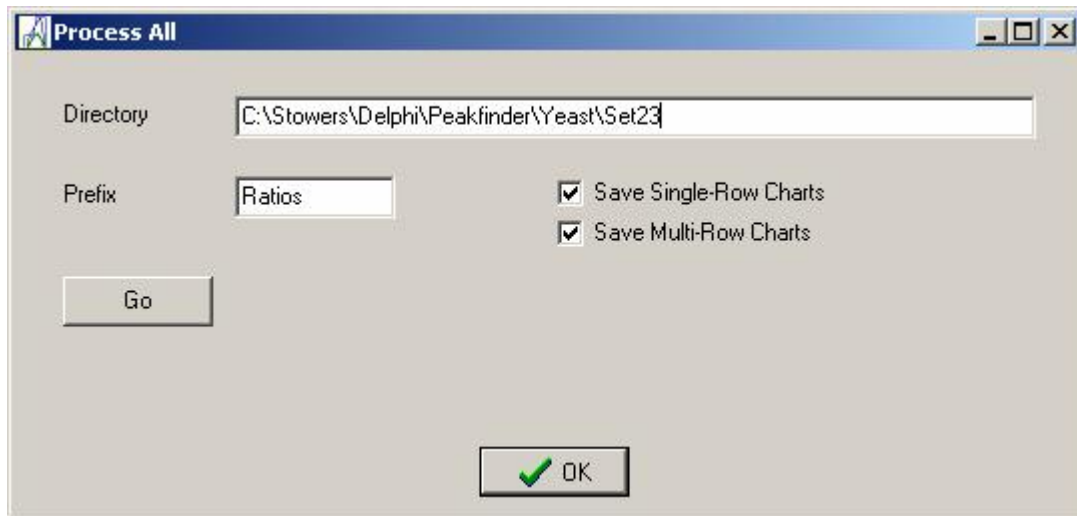 Process All
Directory C:\Stowers\Delphi\Peakfinder\Yeast\Set23
Prefix Ratios Save Single-Row Charts
Save Multi-Row Charts
Go
OK